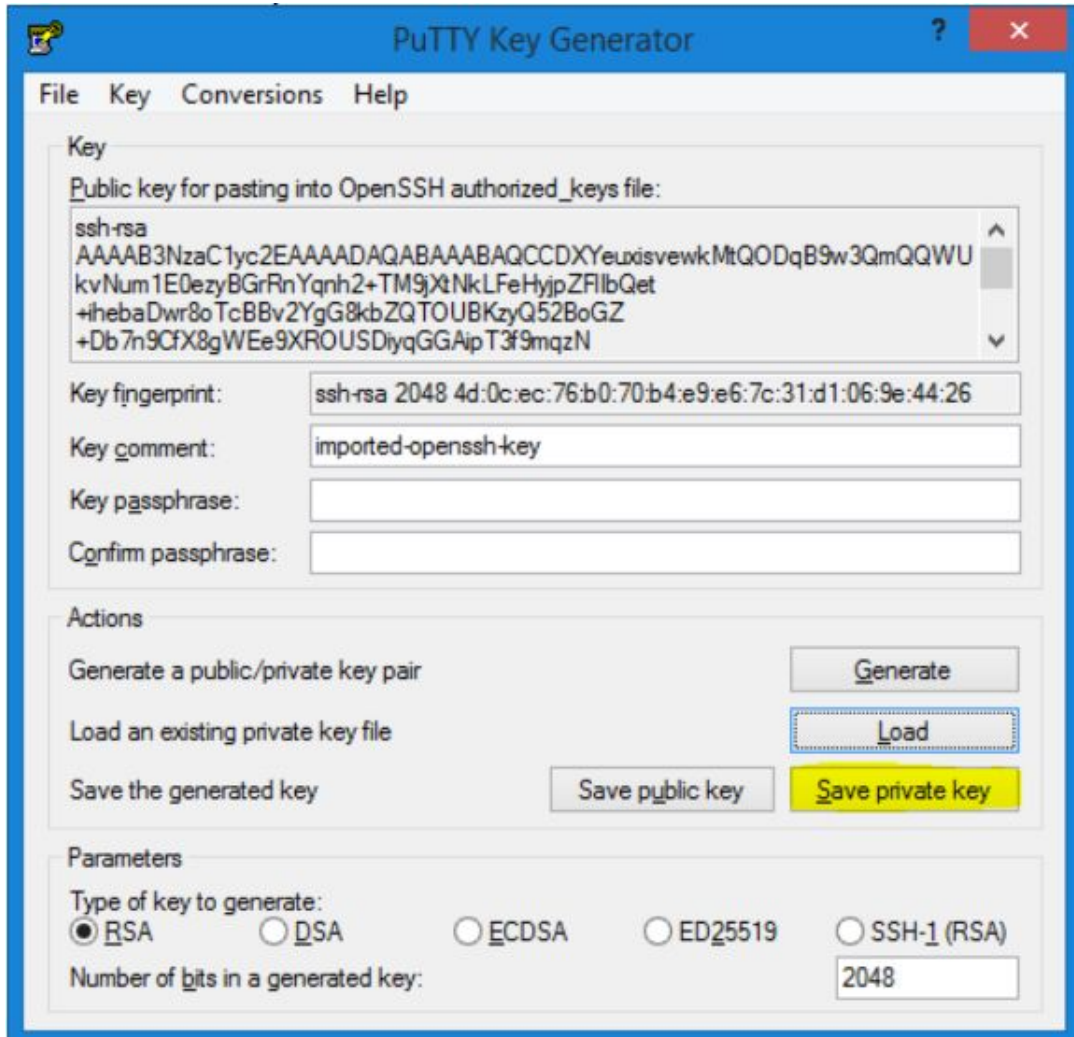 PuTTY Key Generator
?
×
File Key Conversions Help
Key
Public key for pasting into OpenSSH authorized_keys file:
ssh-rsa
AAAAB3NzaC1yc2EAAAADAQABAAABAQCCDXYeuxisvewkMtQODqB9w3QmQQWU
kvNum1E0ezyBGrRnYqnh2+TM9jXtNkLFeHyjpZFIlbQet
+ihebaDwr8oTcBBv2YgG8kbZQTOUBKzyQ52BoGZ
+Db7n9CfX8gWEe9XROUSDiyqGGAipT3f9mqzN
Key fingerprint: ssh-rsa 2048 4d:0c:ec:76:b0:70:b4:e9:e6:7c:31:d1:06:9e:44:26
Key comment: imported-openssh-key
Key passphrase:
Confirm passphrase:
Actions
Generate a public/private key pair Generate
Load an existing private key file Load
Save the generated key Save public key Save private key
Parameters
Type of key to generate:
RSA DSA ECDSA ED25519 SSH-1 (RSA)
Number of bits in a generated key: 2048